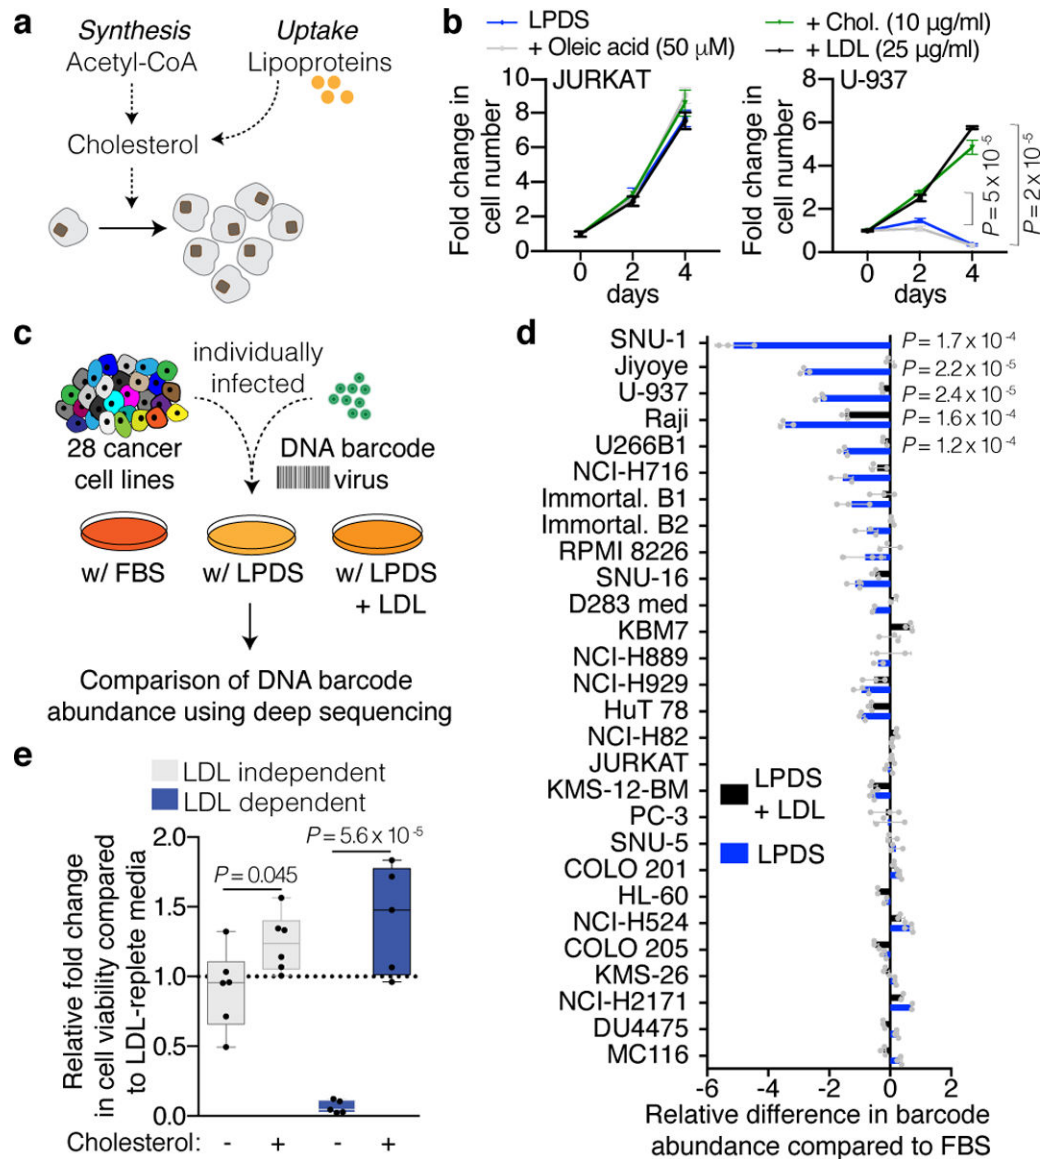 a
Synthesis
Uptake
Acetyl-CoA
Lipoproteins
Cholesterol
b
LPDS
+ Oleic acid (50 μM)
+ Chol. (10 μg/ml)
+ LDL (25 μg/ml)
JURKAT
Fold change in
cell number
10
8
6
4
2
0
0 2 4
days
U-937
Fold change in
cell number
8
6
4
2
1
0
0 2 4
days
P = 5 x 10⁻⁵
P = 2 x 10⁻⁵
c
individually
infected
28 cancer
cell lines
DNA barcode
virus
w/ FBS
w/ LPDS
w/ LPDS
+ LDL
Comparison of DNA barcode
abundance using deep sequencing
d
SNU-1
Jiyoye
U-937
Raji
U266B1
NCI-H716
Immortal. B1
Immortal. B2
RPMI 8226
SNU-16
D283 med
KBM7
NCI-H889
NCI-H929
HuT 78
NCI-H82
JURKAT
KMS-12-BM
PC-3
SNU-5
COLO 201
HL-60
NCI-H524
COLO 205
KMS-26
NCI-H2171
DU4475
MC116
P = 1.7 x 10⁻⁴
P = 2.2 x 10⁻⁵
P = 2.4 x 10⁻⁵
P = 1.6 x 10⁻⁴
P = 1.2 x 10⁻⁴
LPDS
+ LDL
LPDS
-6 -4 -2 0 2
Relative difference in barcode
abundance compared to FBS
e
LDL independent
LDL dependent
Relative fold change
in cell viability compared
to LDL-replete media
2.0
1.5
1.0
0.5
0.0
P = 0.045
P = 5.6 x 10⁻⁵
Cholesterol: - + - +